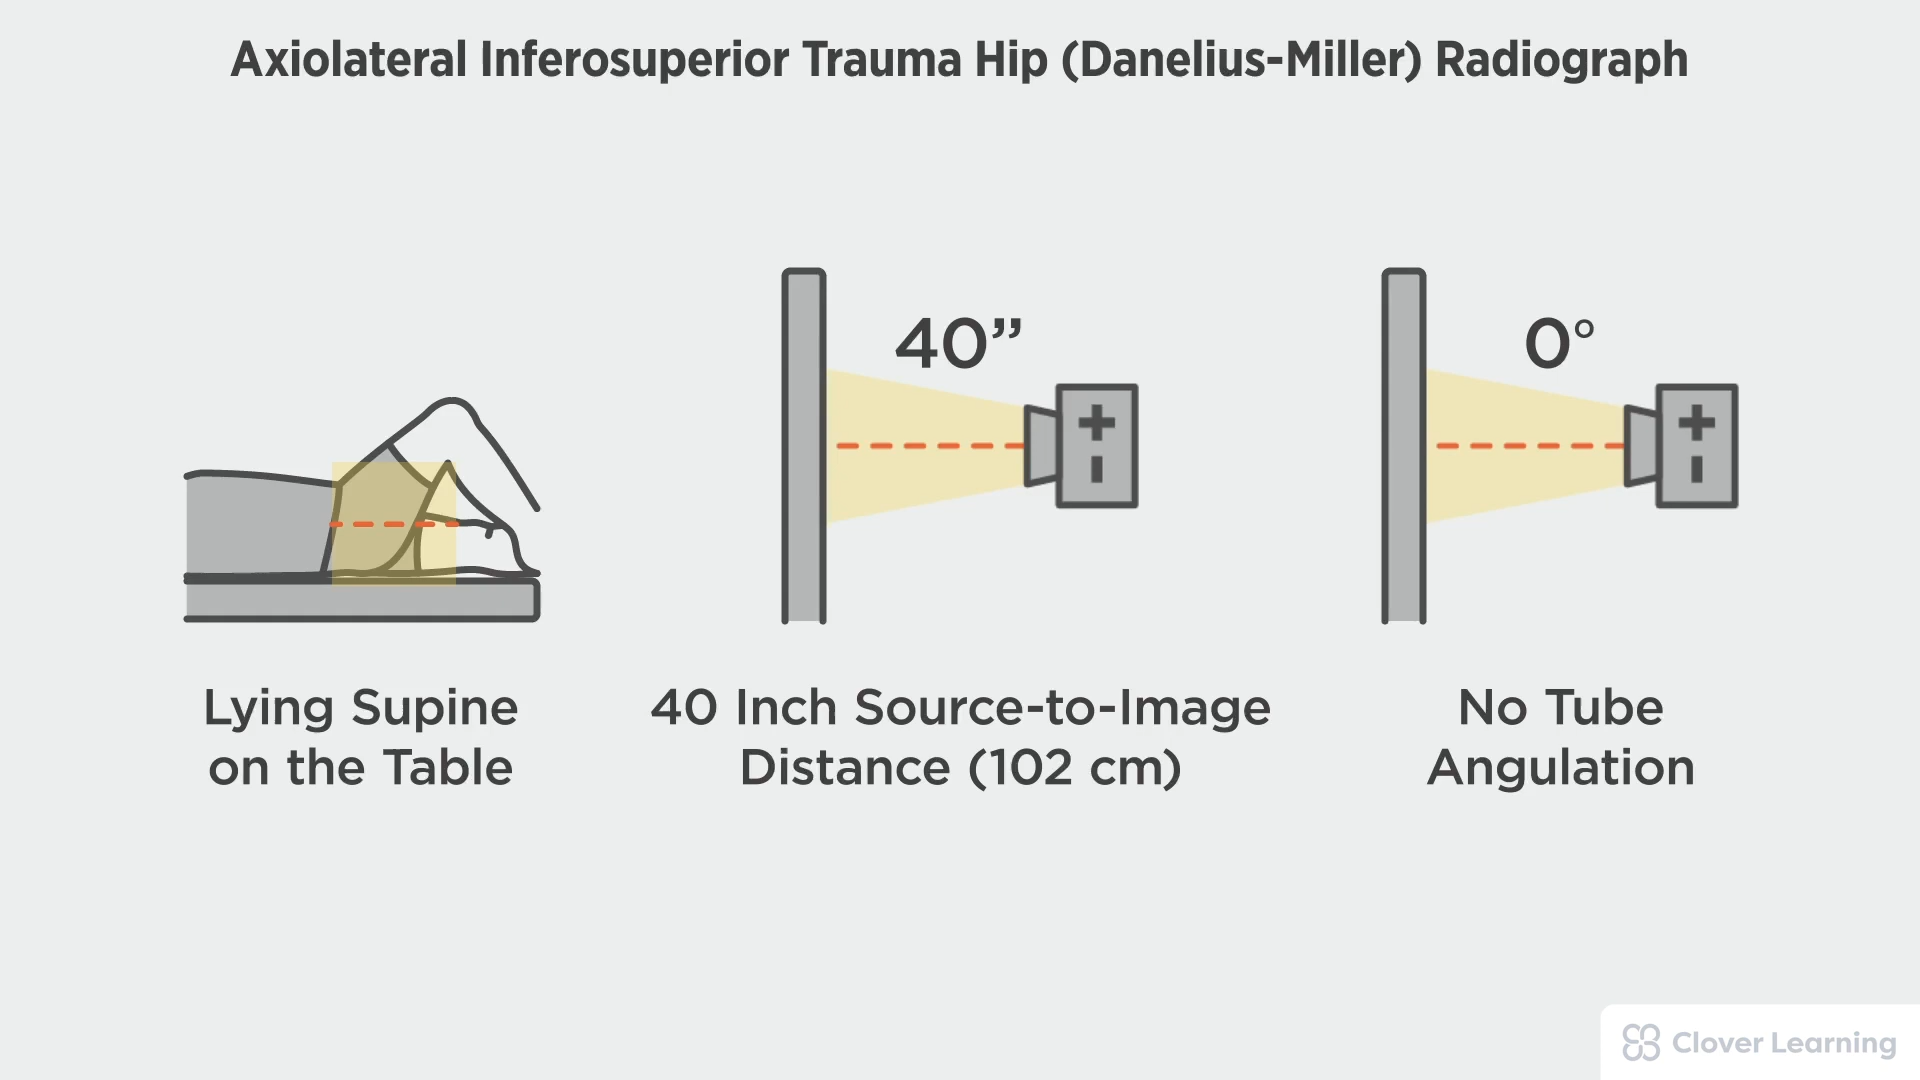 Axiolateral Inferosuperior Trauma Hip (Danelius-Miller) Radiograph
40”
0°
+
-
+
-
Lying Supine
on the Table
40 Inch Source-to-Image
Distance (102 cm)
No Tube
Angulation
Clover Learning